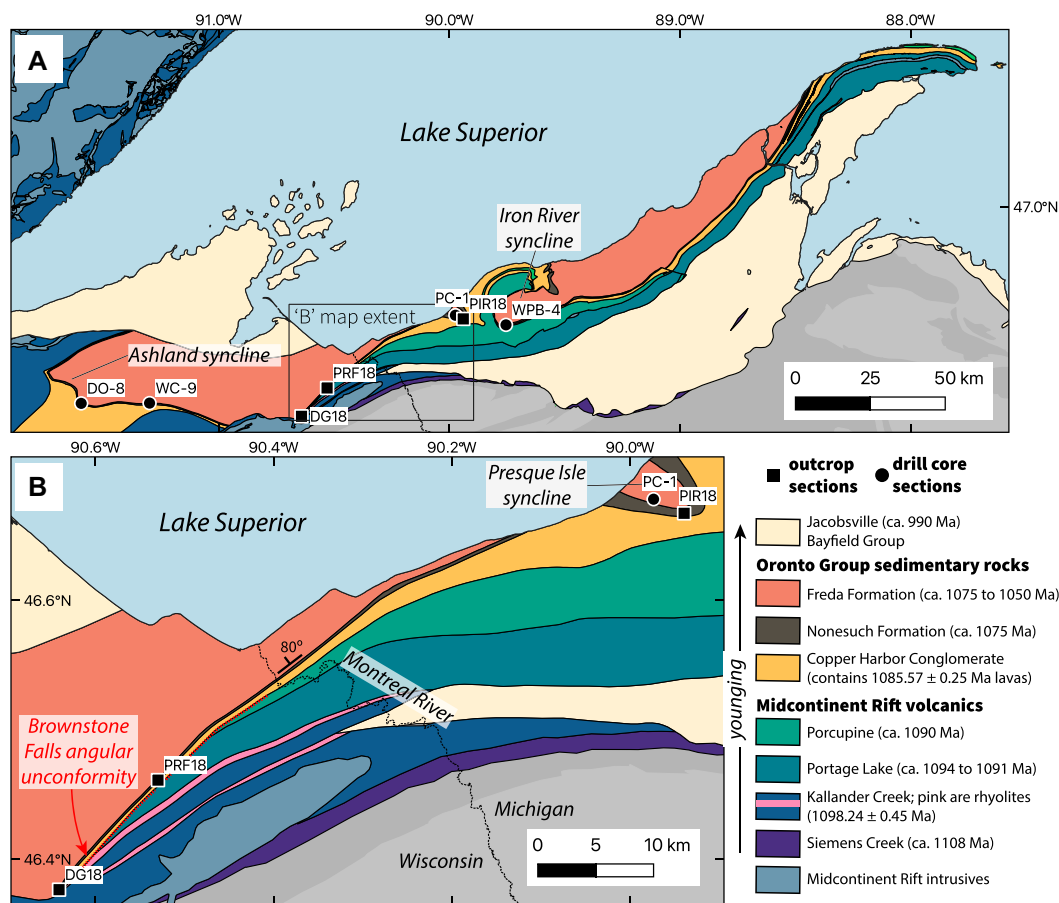 91.0°W
90.0°W
89.0°W
88.0°W
A
Lake Superior
47.0°N
Iron River
syncline
PC-1
PIR18
WPB-4
'B' map extent
Ashland syncline
DO-8
WC-9
PRF18
DG18
0
25
50 km
90.6°W
90.4°W
90.2°W
90.0°W
B
Lake Superior
Presque Isle
syncline
PC-1
PIR18
46.6°N
80°
Montreal River
Brownstone
Falls angular
unconformity
PRF18
Michigan
Wisconsin
46.4°N
DG18
0
5
10 km
outcrop
sections
drill core
sections
younging
Jacobsville (ca. 990 Ma)
Bayfield Group
Oronto Group sedimentary rocks
Freda Formation (ca. 1075 to 1050 Ma)
Nonesuch Formation (ca. 1075 Ma)
Copper Harbor Conglomerate
(contains 1085.57 ± 0.25 Ma lavas)
Midcontinent Rift volcanics
Porcupine (ca. 1090 Ma)
Portage Lake (ca. 1094 to 1091 Ma)
Kallander Creek; pink are rhyolites
(1098.24 ± 0.45 Ma)
Siemens Creek (ca. 1108 Ma)
Midcontinent Rift intrusives